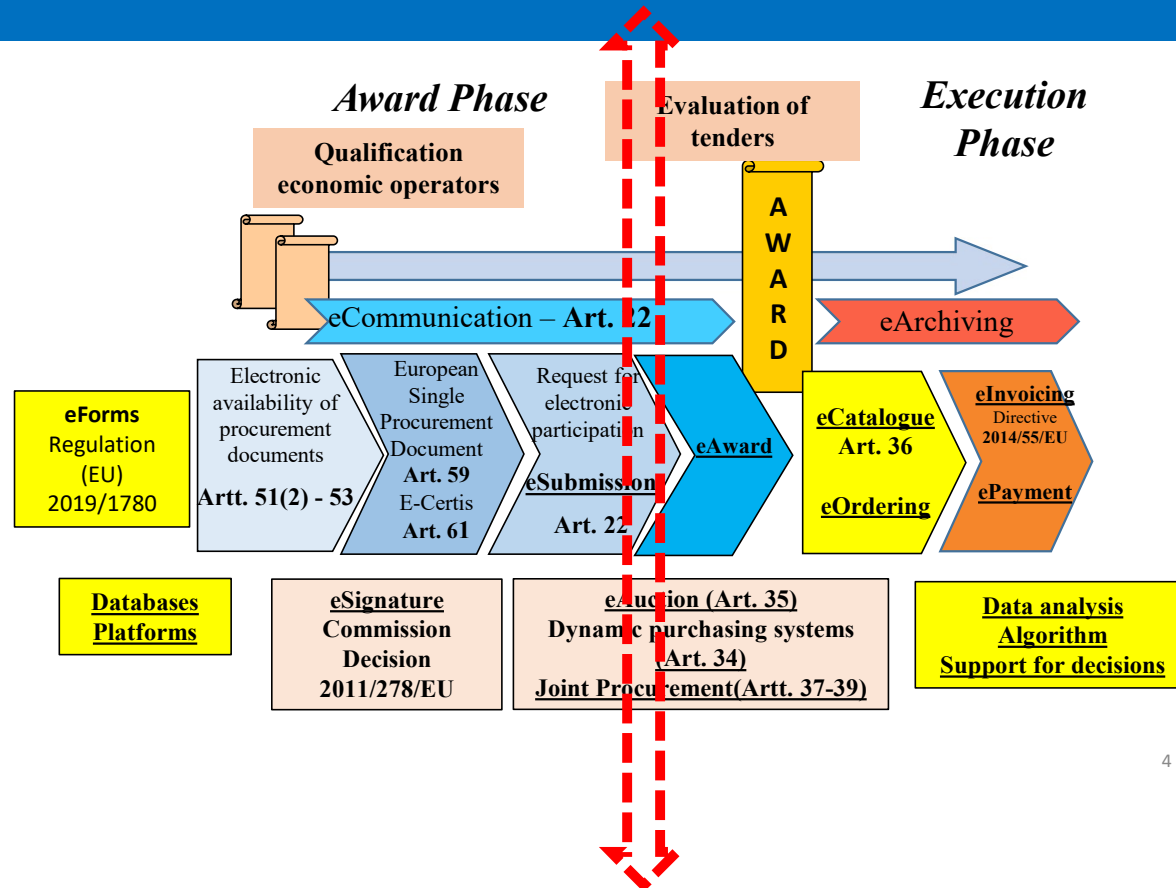 Award Phase
Execution
Phase
Evaluation of
tenders
Qualification
economic operators
A
W
A
R
D
eCommunication – Art. 22
eArchiving
eForms
Regulation
(EU)
2019/1780
Electronic
availability of
procurement
documents
Artt. 51(2) - 53
European
Single
Procurement
Document
Art. 59
E-Certis
Art. 61
Request for
electronic
participation
eSubmission
Art. 22
eAward
eCatalogue
Art. 36
eOrdering
eInvoicing
Directive
2014/55/EU
ePayment
Databases
Platforms
eSignature
Commission
Decision
2011/278/EU
eAuction (Art. 35)
Dynamic purchasing systems
(Art. 34)
Joint Procurement(Artt. 37-39)
Data analysis
Algorithm
Support for decisions
4